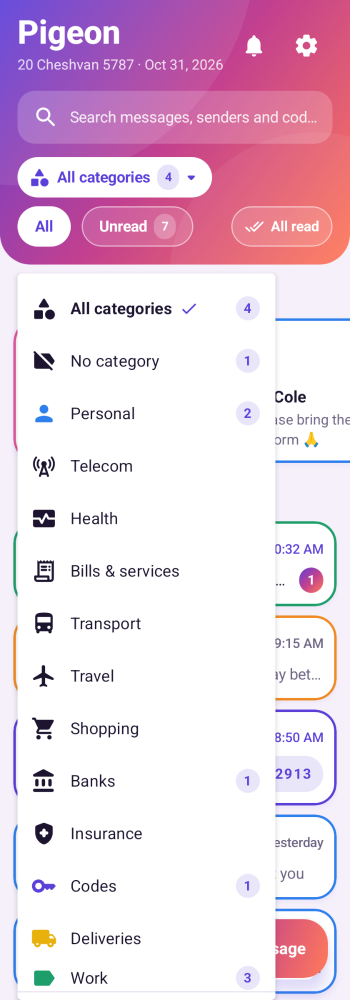 Pigeon
20 Cheshvan 5787 · Oct 31, 2026
Search messages, senders and cod...
All categories 4
All
Unread 7
All read
All categories 4
No category 1
Personal 2
Cole
ase bring the
orm 🙏
Telecom
Health
0:32 AM
Bills & services
... 1
Transport
9:15 AM
Travel
ay bet...
Shopping
8:50 AM
Banks 1
2913
Insurance
esterday
you
Codes 1
Deliveries
sage
Work 3